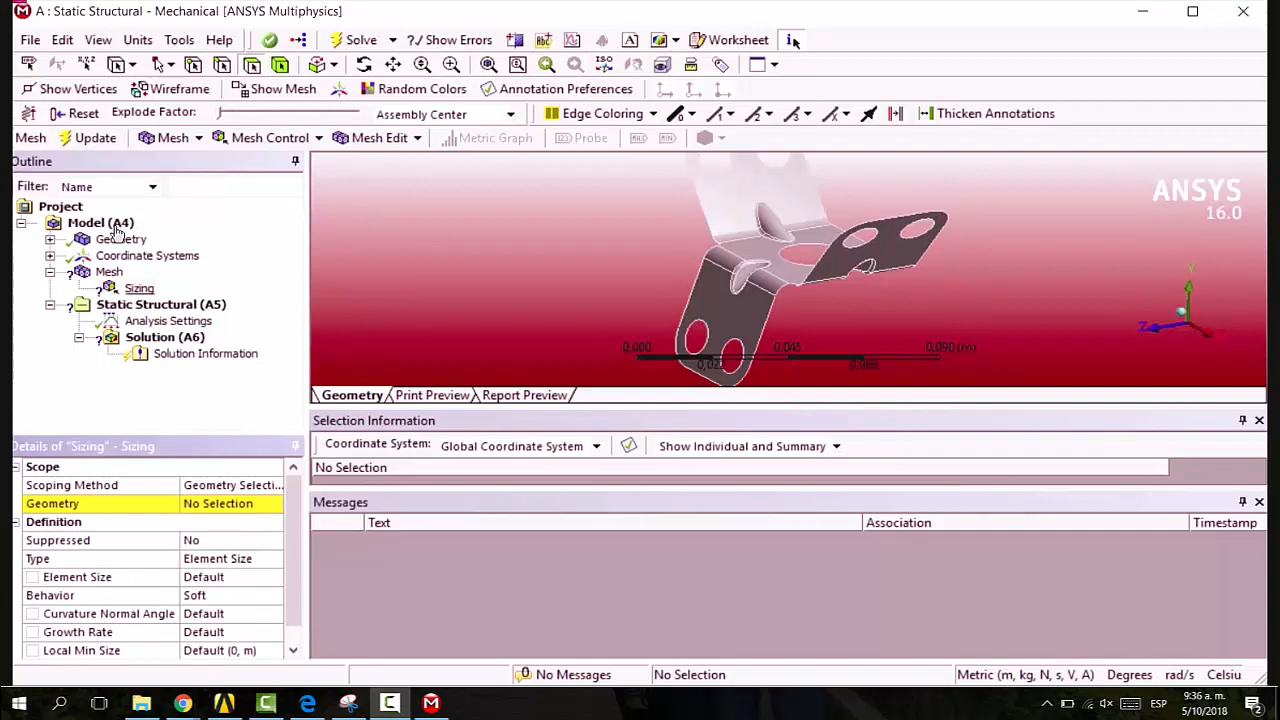 A : Static Structural - Mechanical [ANSYS Multiphysics]
File Edit View Units Tools Help Solve ?/ Show Errors Worksheet
Show Vertices Wireframe Show Mesh Random Colors Annotation Preferences
Reset Explode Factor: Assembly Center Edge Coloring Thicken Annotations
Mesh Update Mesh Mesh Control Mesh Edit Metric Graph Probe
Outline
Filter: Name
Project
Model (A4)
Geometry
Coordinate Systems
Mesh
Sizing
Static Structural (A5)
Analysis Settings
Solution (A6)
Solution Information
ANSYS
16.0
Y
Z
0,000 0,045 0,090 (m)
Geometry Print Preview Report Preview
Details of "Sizing" - Sizing
Scope
Scoping Method Geometry Selecti...
Geometry No Selection
Definition
Suppressed No
Type Element Size
Element Size Default
Behavior Soft
Curvature Normal Angle Default
Growth Rate Default
Local Min Size Default (0, m)
Selection Information
Coordinate System: Global Coordinate System Show Individual and Summary
No Selection
Messages
Text Association Timestamp
0 No Messages No Selection Metric (m, kg, N, s, V, A) Degrees rad/s Celsiu
ESP 9:36 a. m.
5/10/2018 2